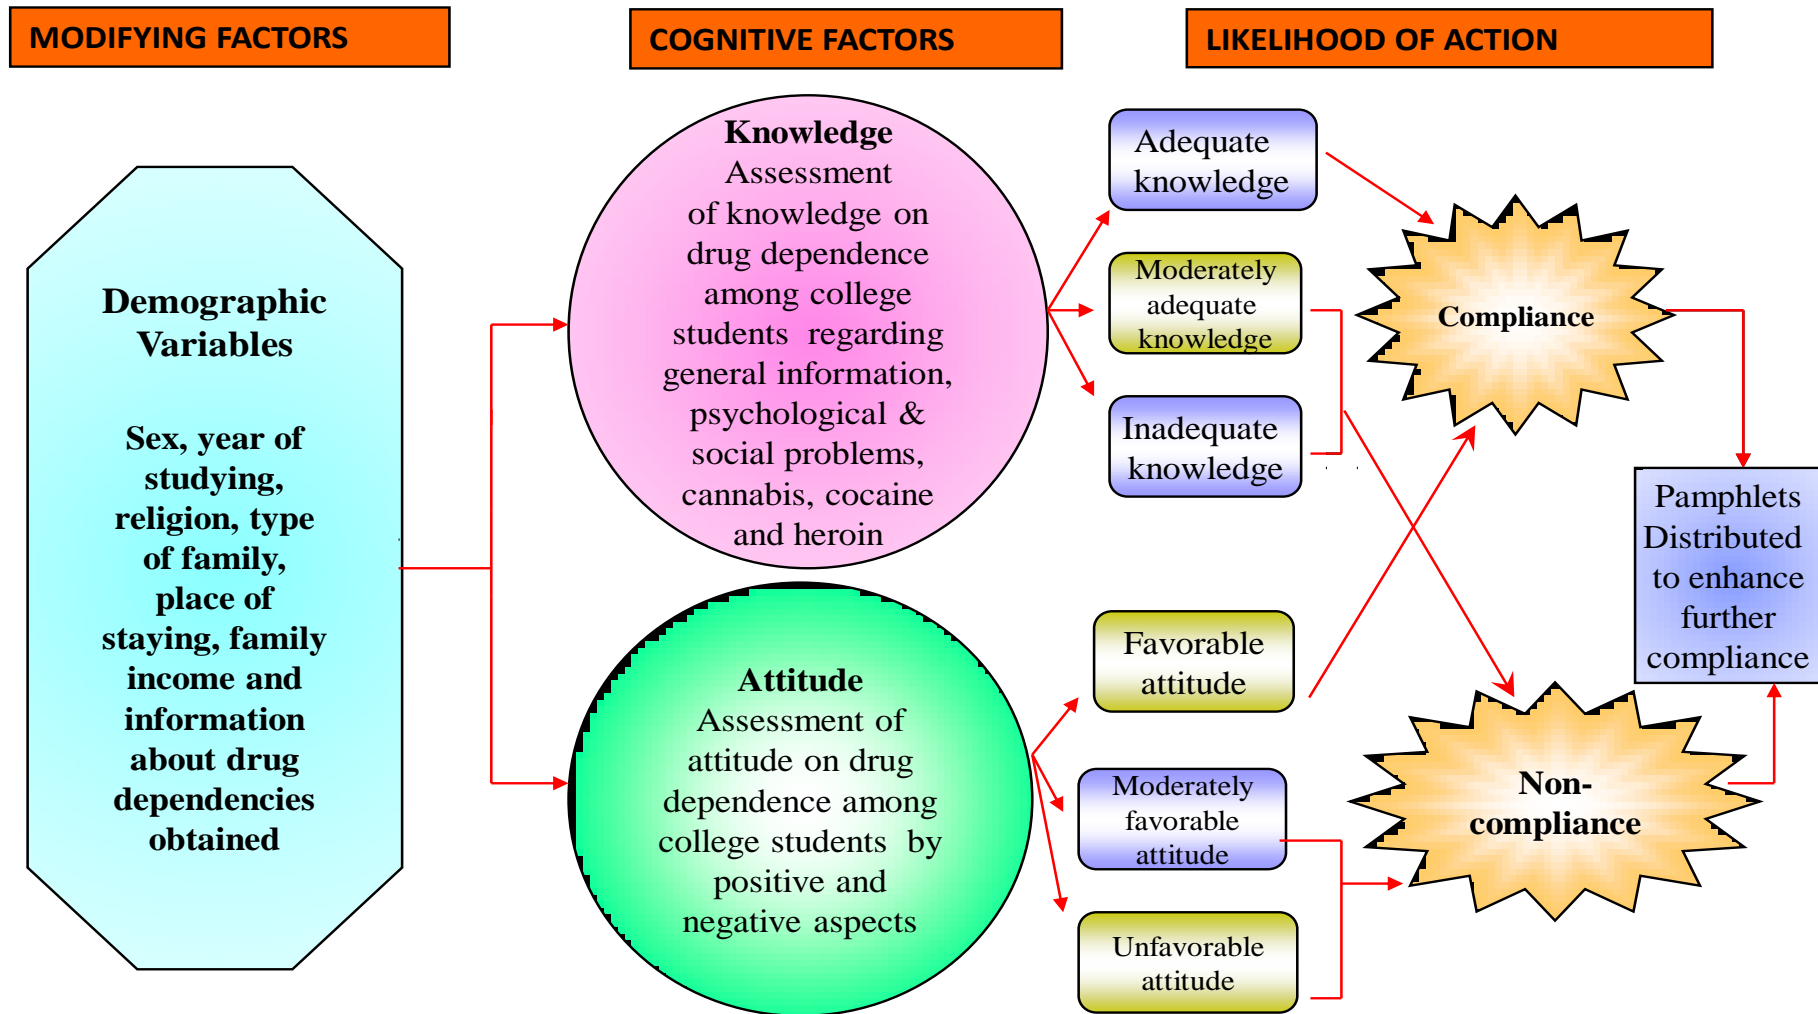 MODIFYING FACTORS
COGNITIVE FACTORS
LIKELIHOOD OF ACTION
Demographic
Variables
Sex, year of
studying,
religion, type
of family,
place of
staying, family
income and
information
about drug
dependencies
obtained
Knowledge
Assessment
of knowledge on
drug dependence
among college
students regarding
general information,
psychological &
social problems,
cannabis, cocaine
and heroin
Attitude
Assessment of
attitude on drug
dependence among
college students by
positive and
negative aspects
Adequate
knowledge
Moderately
adequate
knowledge
Inadequate
knowledge
Favorable
attitude
Moderately
favorable
attitude
Unfavorable
attitude
Compliance
Non-
compliance
Pamphlets
Distributed
to enhance
further
compliance